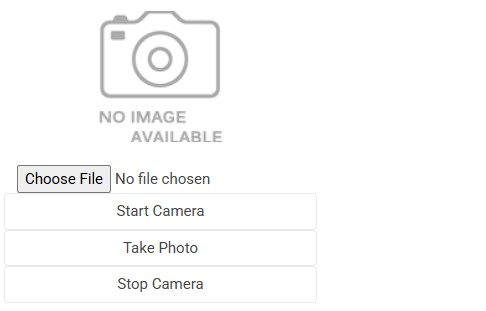 NO IMAGE
AVAILABLE
Choose File No file chosen
Start Camera
Take Photo
Stop Camera